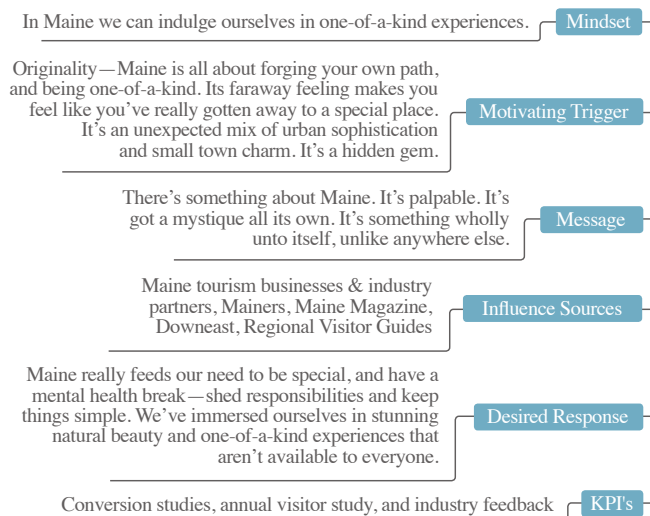 In Maine we can indulge ourselves in one-of-a-kind experiences.
Mindset
Originality—Maine is all about forging your own path,
and being one-of-a-kind. Its faraway feeling makes you
feel like you’ve really gotten away to a special place.
It’s an unexpected mix of urban sophistication
and small town charm. It’s a hidden gem.
Motivating Trigger
There’s something about Maine. It’s palpable. It’s
got a mystique all its own. It’s something wholly
unto itself, unlike anywhere else.
Message
Maine tourism businesses & industry
partners, Mainers, Maine Magazine,
Downeast, Regional Visitor Guides
Influence Sources
Maine really feeds our need to be special, and have a
mental health break—shed responsibilities and keep
things simple. We’ve immersed ourselves in stunning
natural beauty and one-of-a-kind experiences that
aren’t available to everyone.
Desired Response
Conversion studies, annual visitor study, and industry feedback
KPI's